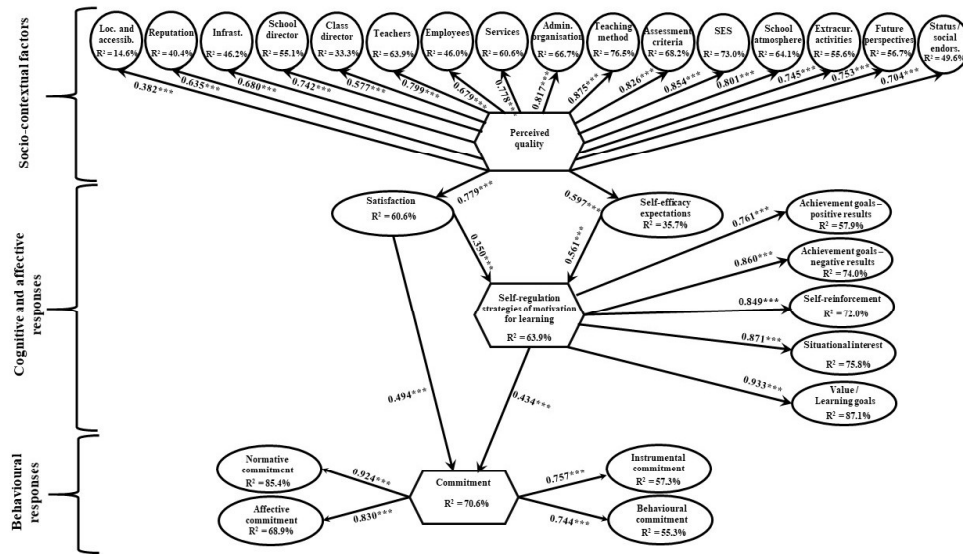 Socio-contextual factors
Loc. and
accessib.
R² = 14.6%
Reputation
R² = 40.4%
Infrast.
R² = 46.2%
School
director
R² = 55.1%
Class
director
R² = 33.3%
Teachers
R² = 63.9%
Employees
R² = 46.0%
Services
R² = 60.6%
Admin.
organisation
R² = 66.7%
Teaching
method
R² = 76.5%
Assessment
criteria
R² = 68.2%
SES
R² = 73.0%
School
atmosphere
R² = 64.1%
Extracur.
activities
R² = 55.6%
Future
perspectives
R² = 56.7%
Status/
social
endors.
R² = 49.6%
0.382***
0.635***
0.680***
0.742***
0.577***
0.799***
0.679***
0.778***
0.817***
0.875***
0.826***
0.854***
0.801***
0.745***
0.753***
0.704***
Perceived
quality
Cognitive and affective
responses
0.779***
0.597***
Satisfaction
R² = 60.6%
Self-efficacy
expectations
R² = 35.7%
0.350***
0.561***
Self-regulation
strategies of motivation
for learning
R² = 63.9%
0.761***
Achievement goals –
positive results
R² = 57.9%
0.860***
Achievement goals –
negative results
R² = 74.0%
0.849***
Self-reinforcement
R² = 72.0%
0.871***
Situational interest
R² = 75.8%
0.933***
Value /
Learning goals
R² = 87.1%
0.494***
0.434***
Behavioural
responses
Normative
commitment
R² = 85.4%
0.924***
Affective
commitment
R² = 68.9%
0.830***
Commitment
R² = 70.6%
0.757***
Instrumental
commitment
R² = 57.3%
0.744***
Behavioural
commitment
R² = 55.3%